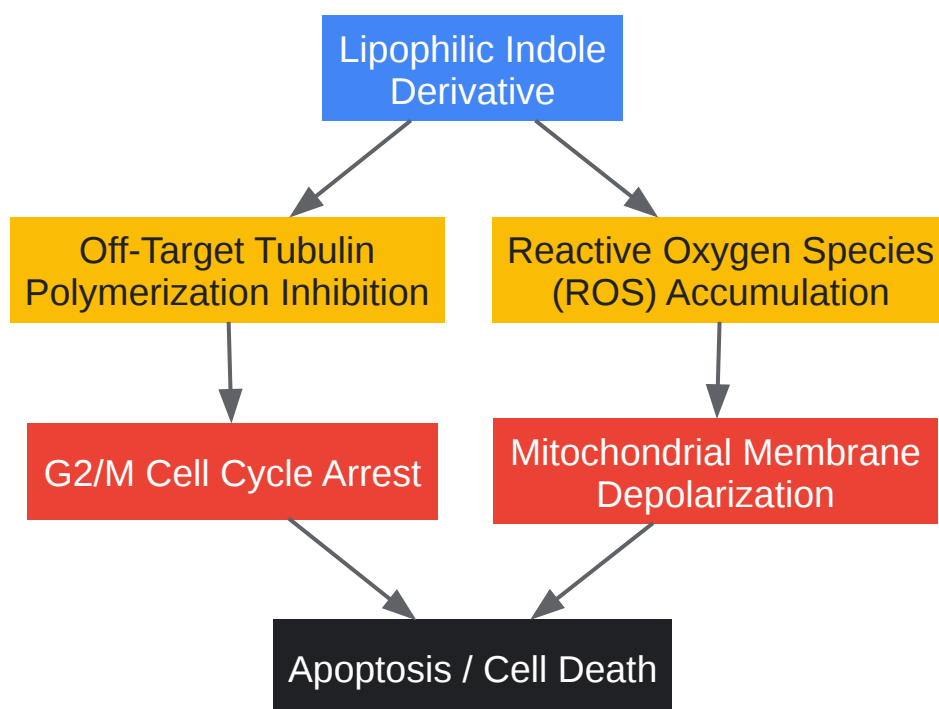 Lipophilic Indole
Derivative
Off-Target Tubulin
Polymerization Inhibition
Reactive Oxygen Species
(ROS) Accumulation
G2/M Cell Cycle Arrest
Mitochondrial Membrane
Depolarization
Apoptosis / Cell Death